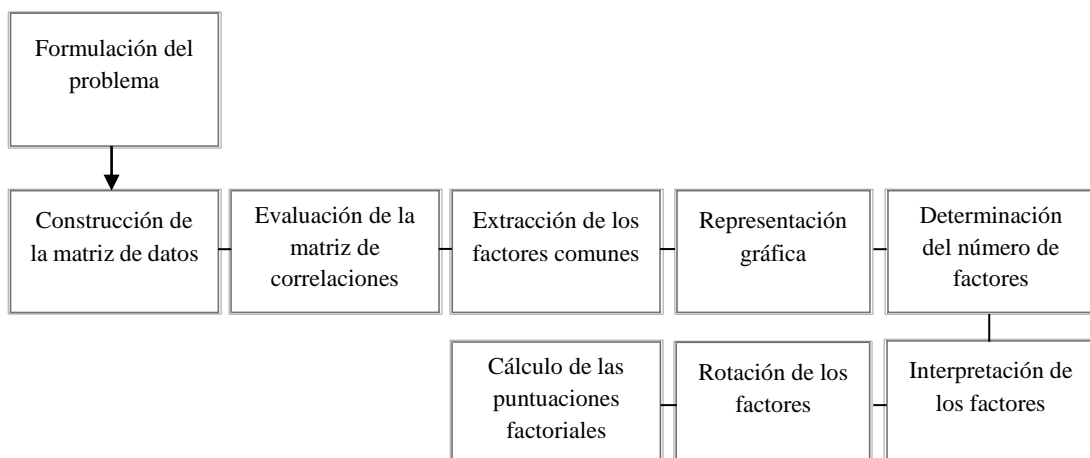 Formulación del
problema
Construcción de
la matriz de datos
Evaluación de la
matriz de
correlaciones
Extracción de los
factores comunes
Representación
gráfica
Determinación
del número de
factores
Interpretación de
los factores
Rotación de los
factores
Cálculo de las
puntuaciones
factoriales